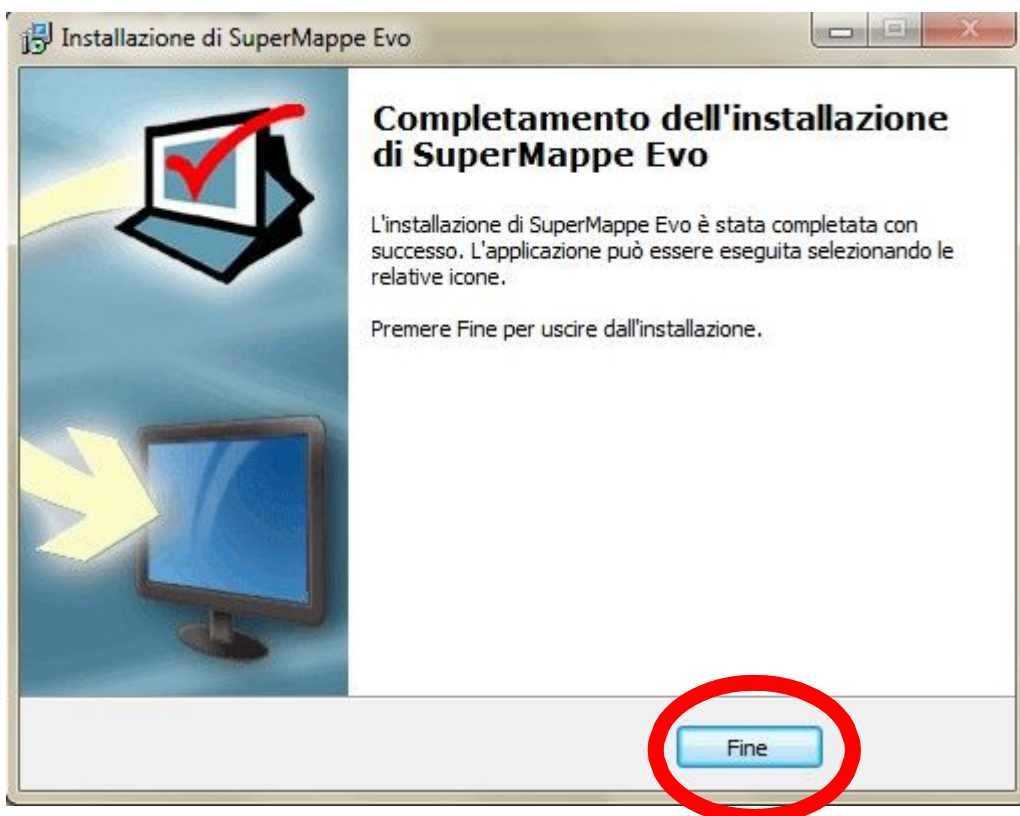 Installazione di SuperMappe Evo
Completamento dell'installazione
di SuperMappe Evo
L'installazione di SuperMappe Evo è stata completata con
successo. L'applicazione può essere eseguita selezionando le
relative icone.
Premere Fine per uscire dall'installazione.
Fine